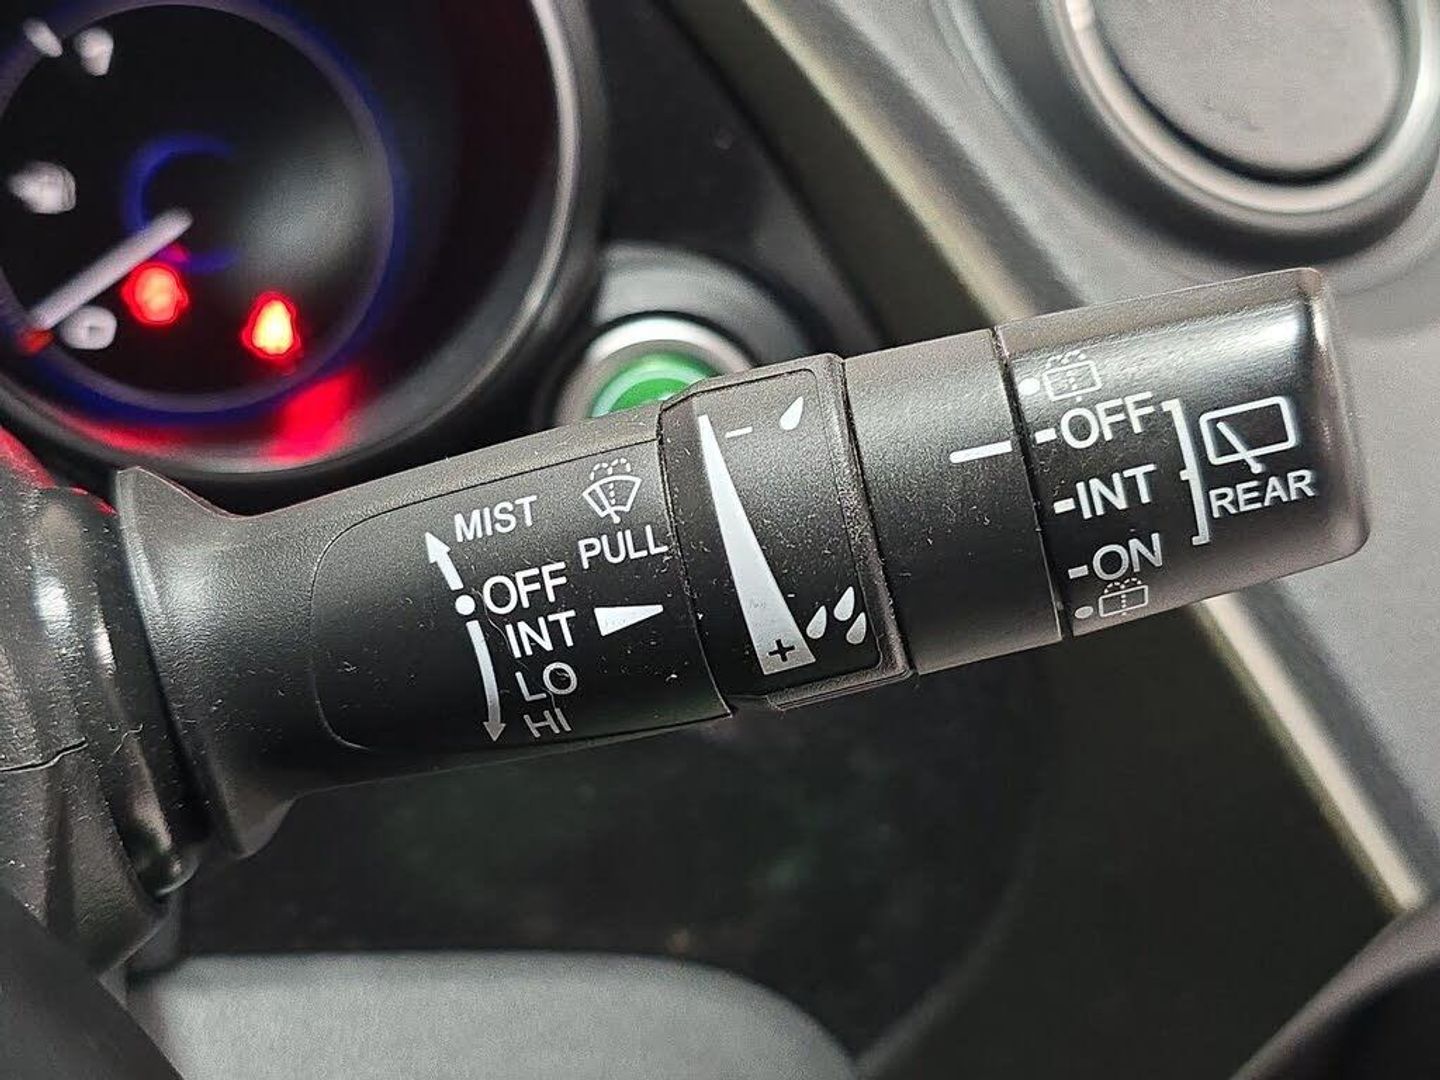 MIST
PULL
OFF
INT
LO
HI
-
+
OFF
INT
ON
REAR